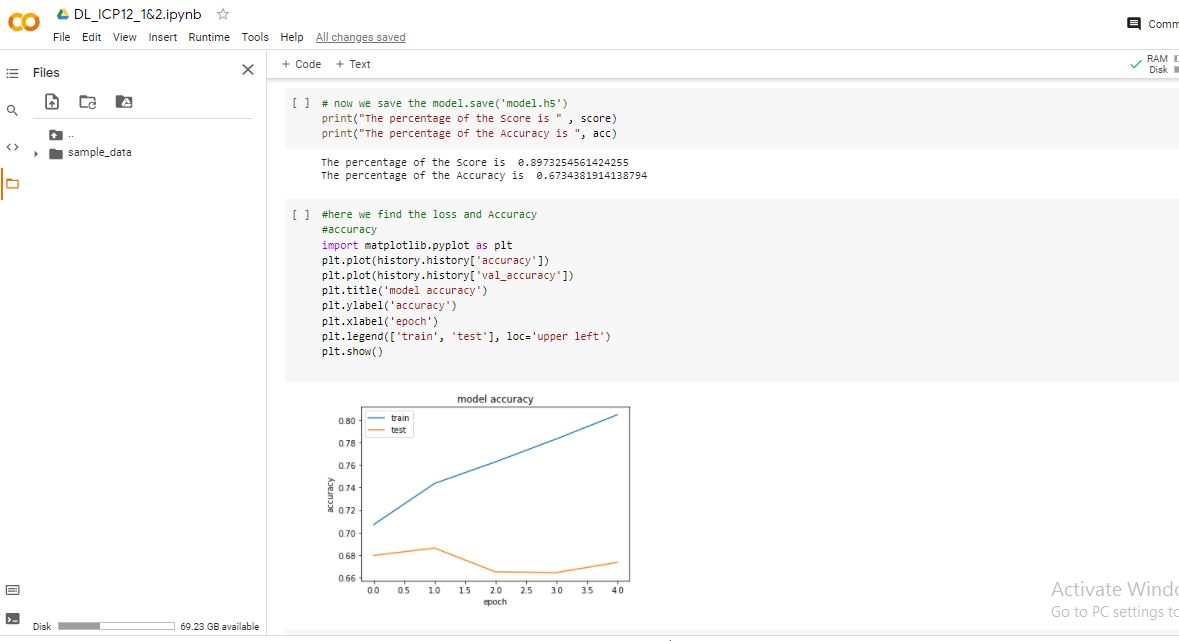 DL_ICP12_1&2.ipynb
File Edit View Insert Runtime Tools Help All changes saved
Files
..
sample_data
Disk 69.23 GB available
+ Code + Text
RAM
Disk
[ ] # now we save the model.save('model.h5')
print("The percentage of the Score is " , score)
print("The percentage of the Accuracy is ", acc)
The percentage of the Score is  0.8973254561424255
The percentage of the Accuracy is  0.6734381914138794
[ ] #here we find the loss and Accuracy
#accuracy
import matplotlib.pyplot as plt
plt.plot(history.history['accuracy'])
plt.plot(history.history['val_accuracy'])
plt.title('model accuracy')
plt.ylabel('accuracy')
plt.xlabel('epoch')
plt.legend(['train', 'test'], loc='upper left')
plt.show()
model accuracy
train
test
accuracy
0.80
0.78
0.76
0.74
0.72
0.70
0.68
0.66
0.0 0.5 1.0 1.5 2.0 2.5 3.0 3.5 4.0
epoch
Activate Windo
Go to PC settings to